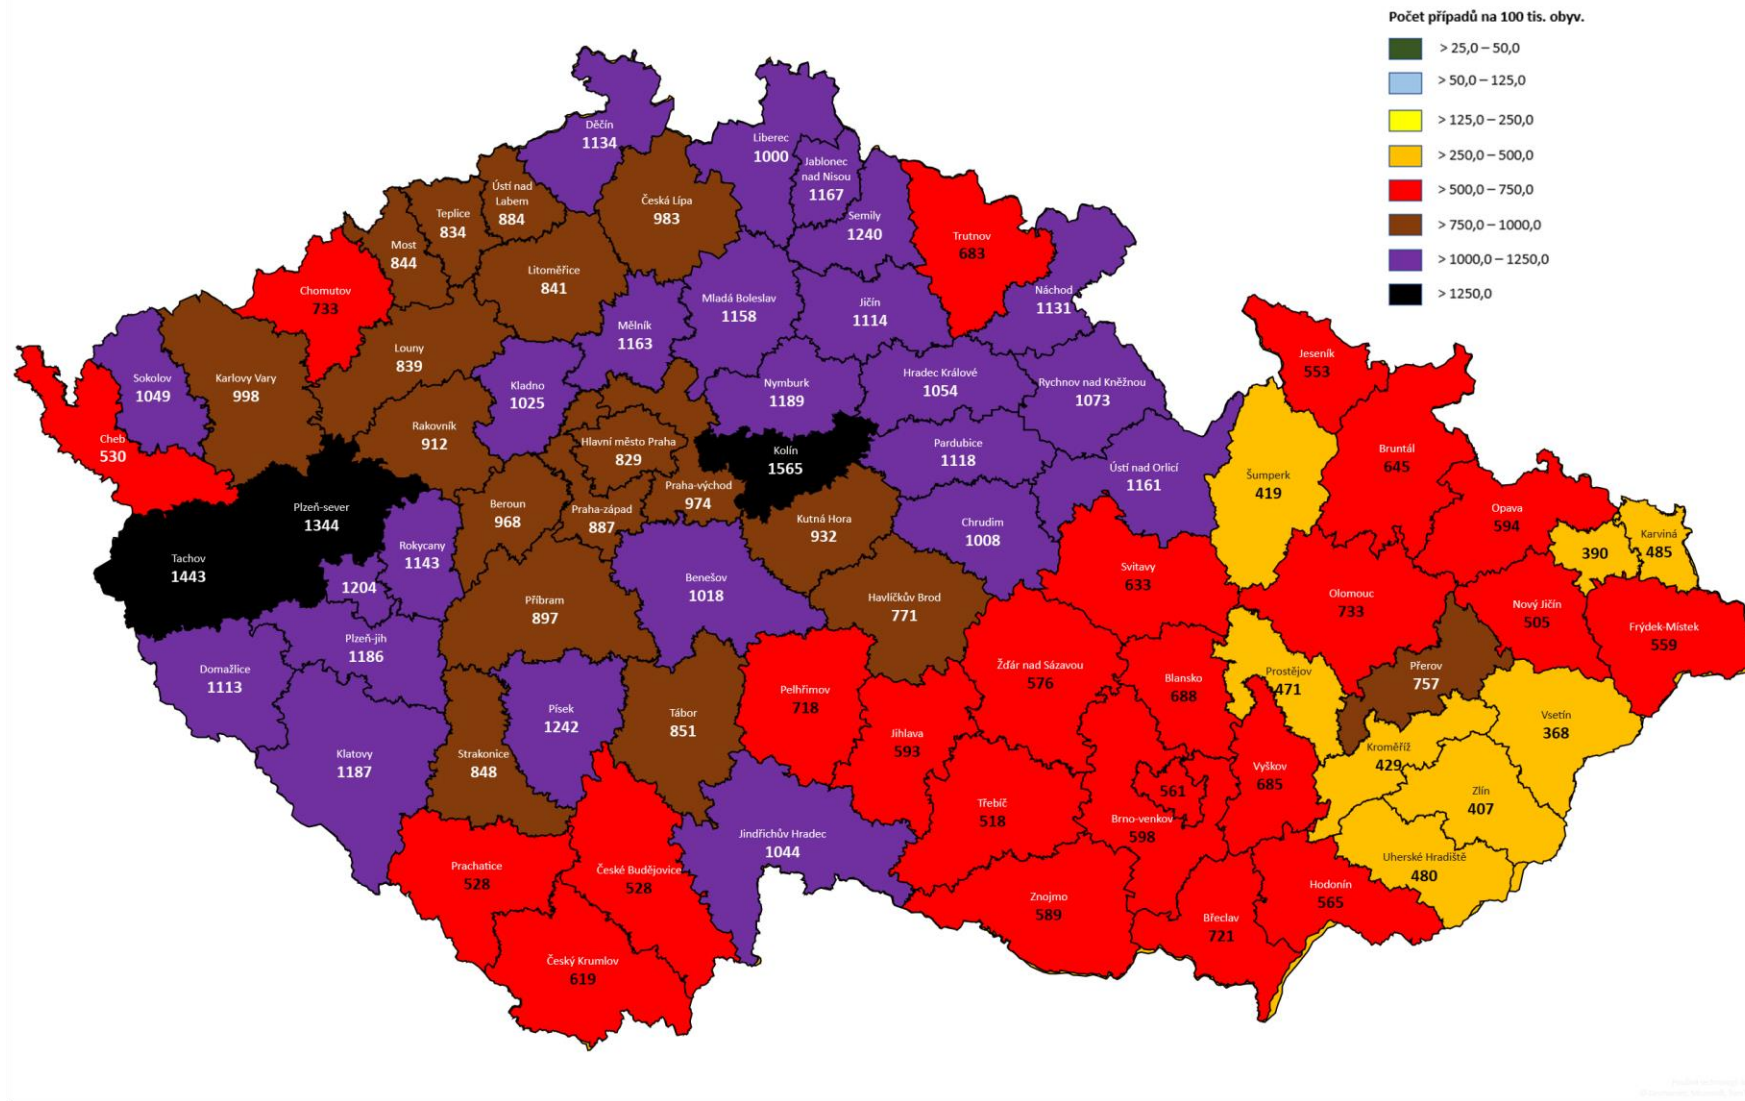 Počet případů na 100 tis. obyv.
> 25,0 – 50,0
> 50,0 – 125,0
> 125,0 – 250,0
> 250,0 – 500,0
> 500,0 – 750,0
> 750,0 – 1000,0
> 1000,0 – 1250,0
> 1250,0
Děčín
1134
Liberec
1000
Jablonec
nad Nisou
1167
Ústí nad
Labem
884
Česká Lípa
983
Teplice
834
Semily
1240
Trutnov
683
Most
844
Litoměřice
841
Chomutov
733
Mladá Boleslav
1158
Jičín
1114
Náchod
1131
Mělník
1163
Louny
839
Jeseník
553
Sokolov
1049
Karlovy Vary
998
Kladno
1025
Nymburk
1189
Hradec Králové
1054
Rychnov nad Kněžnou
1073
Cheb
530
Rakovník
912
Hlavní město Praha
829
Kolín
1565
Pardubice
1118
Ústí nad Orlicí
1161
Šumperk
419
Bruntál
645
Plzeň-sever
1344
Beroun
968
Praha-západ
887
Praha-východ
974
Kutná Hora
932
Chrudim
1008
Opava
594
390
Karviná
485
Tachov
1443
Rokycany
1143
1204
Příbram
897
Benešov
1018
Havlíčkův Brod
771
Svitavy
633
Olomouc
733
Nový Jičín
505
Frýdek-Místek
559
Plzeň-jih
1186
Domažlice
1113
Žďár nad Sázavou
576
Blansko
688
Prostějov
471
Přerov
757
Pelhřimov
718
Klatovy
1187
Strakonice
848
Písek
1242
Tábor
851
Jihlava
593
Vyškov
685
Kroměříž
429
Vsetín
368
Třebíč
518
561
Brno-venkov
598
Zlín
407
Jindřichův Hradec
1044
Prachatice
528
České Budějovice
528
Uherské Hradiště
480
Znojmo
589
Hodonín
565
Břeclav
721
Český Krumlov
619